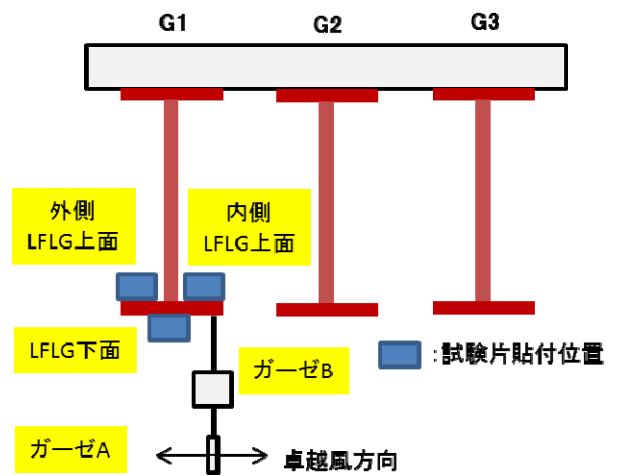 G1 G2 G3
外側
LFLG上面
内側
LFLG上面
LFLG下面
:試験片貼付位置
ガーゼB
ガーゼA
卓越風方向